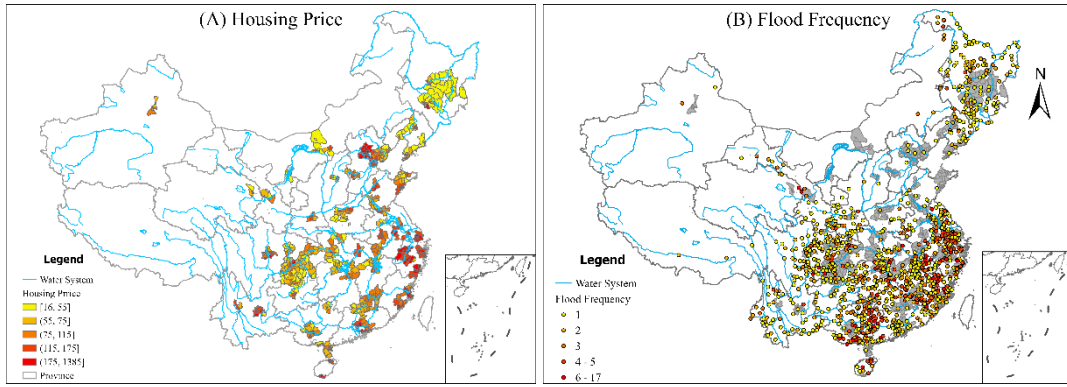 (A) Housing Price
Legend
Water System
Housing Prrice
[16, 55]
(55, 75]
(75, 115]
(115, 175]
(175, 1385]
Province
(B) Flood Frequency
N
Legend
Water System
Flood Frequency
1
2
3
4 - 5
6 - 17